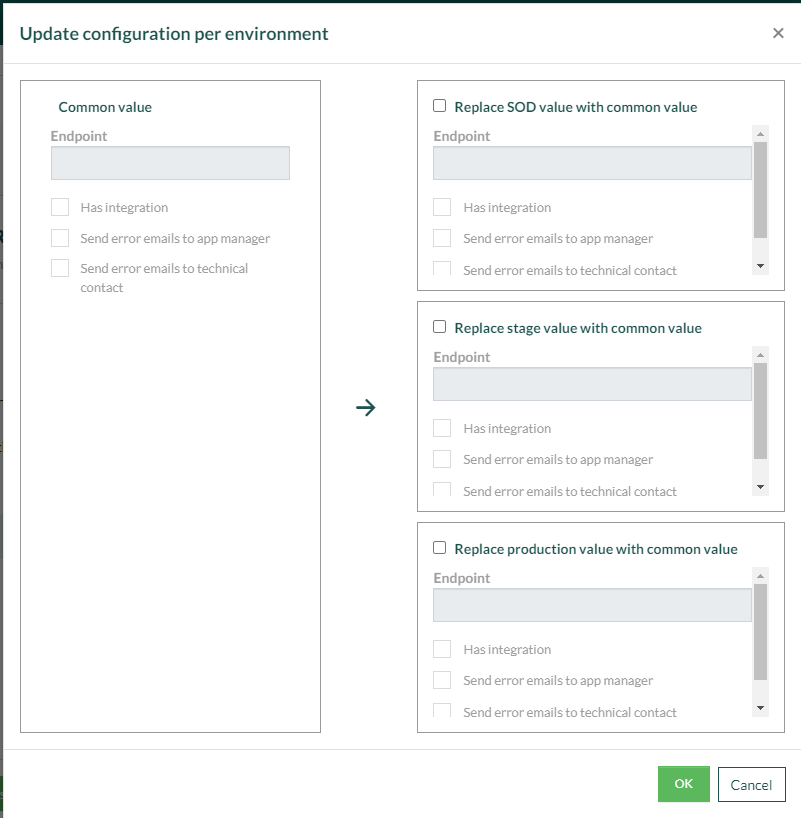 Update configuration per environment
×
Common value
Endpoint
Has integration
Send error emails to app manager
Send error emails to technical
contact
Replace SOD value with common value
Endpoint
Has integration
Send error emails to app manager
Send error emails to technical contact
Replace stage value with common value
Endpoint
Has integration
Send error emails to app manager
Send error emails to technical contact
Replace production value with common value
Endpoint
Has integration
Send error emails to app manager
Send error emails to technical contact
OK
Cancel